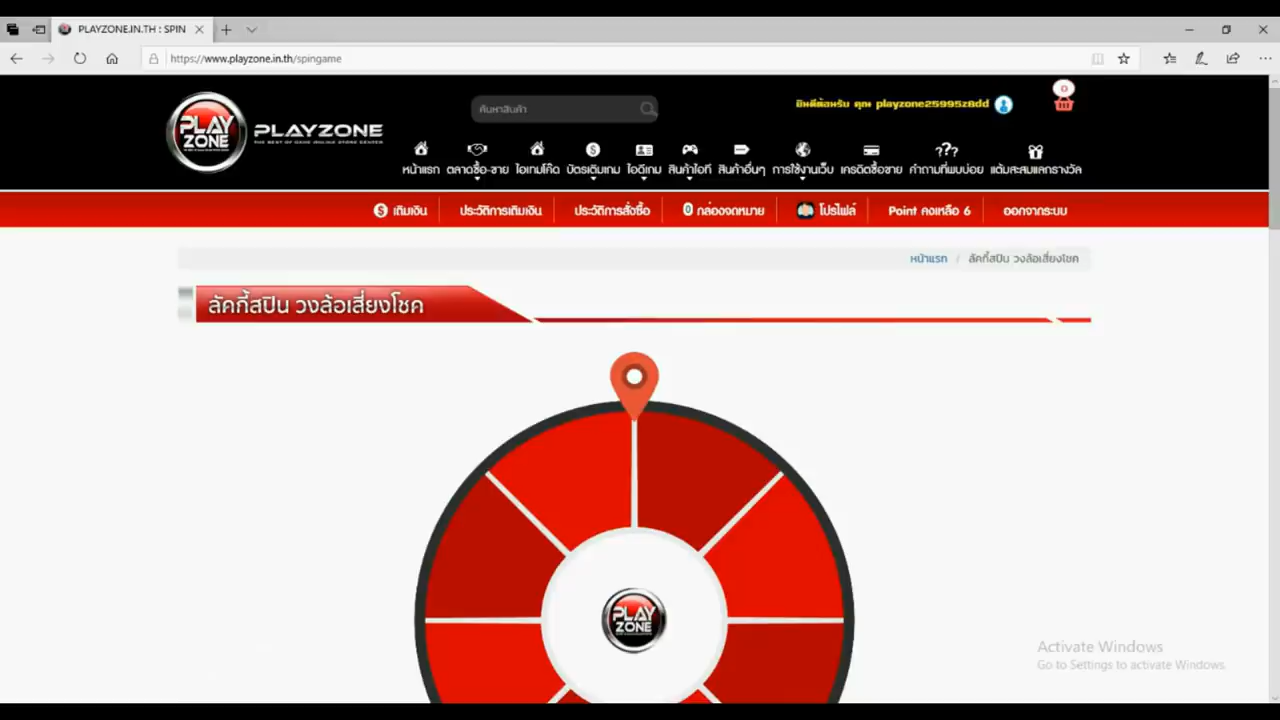 PLAYZONE.IN.TH : SPIN
https://www.playzone.in.th/spingame
PLAY ZONE
PLAYZONE
THE BEST OF GAME ONLINE STORE CENTER
ค้นหาสินค้า
ยินดีต้อนรับ คุณ playzone25995z8dd
0
หน้าแรก ตลาดซื้อ-ขาย ไอเทมโค๊ด บัตรเติมเกม ไอดีเกม สินค้าไอที สินค้าอื่นๆ การใช้งานเว็บ เครดิตซื้อขาย คำถามที่พบบ่อย แต้มสะสมแลกรางวัล
เติมเงิน ประวัติการเติมเงิน ประวัติการสั่งซื้อ 0 กล่องจดหมาย โปรไฟล์ Point คงเหลือ 6 ออกจากระบบ
หน้าแรก / ลัคกี้สปิน วงล้อเสี่ยงโชค
ลัคกี้สปิน วงล้อเสี่ยงโชค
PLAY
ZONE
Activate Windows
Go to Settings to activate Windows.